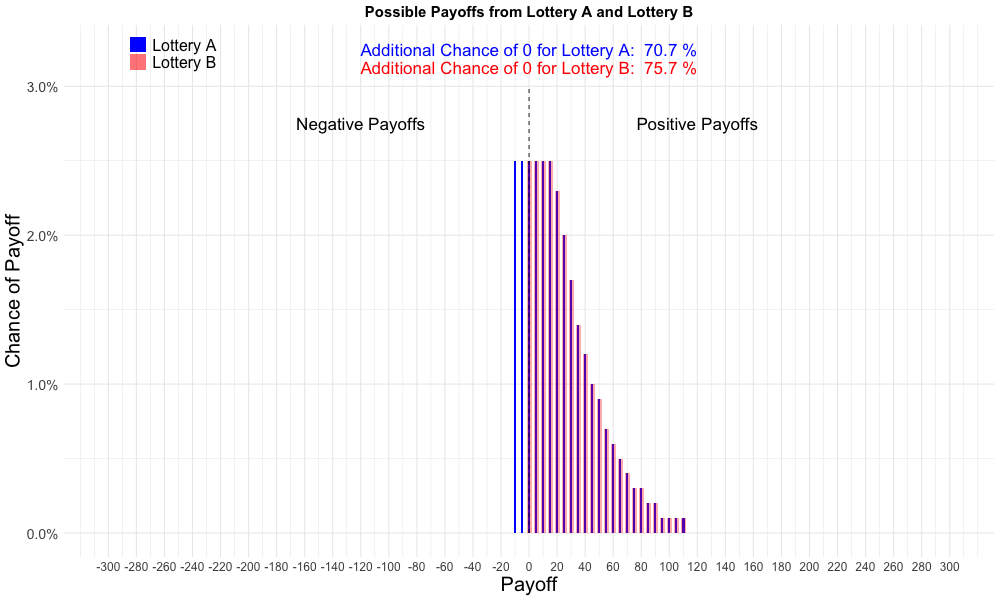 Possible Payoffs from Lottery A and Lottery B
Lottery A
Lottery B
Additional Chance of 0 for Lottery A: 70.7 %
Additional Chance of 0 for Lottery B: 75.7 %
Negative Payoffs
Positive Payoffs
Chance of Payoff
3.0%
2.0%
1.0%
0.0%
-300 -280 -260 -240 -220 -200 -180 -160 -140 -120 -100 -80 -60 -40 -20 0 20 40 60 80 100 120 140 160 180 200 220 240 260 280 300
Payoff